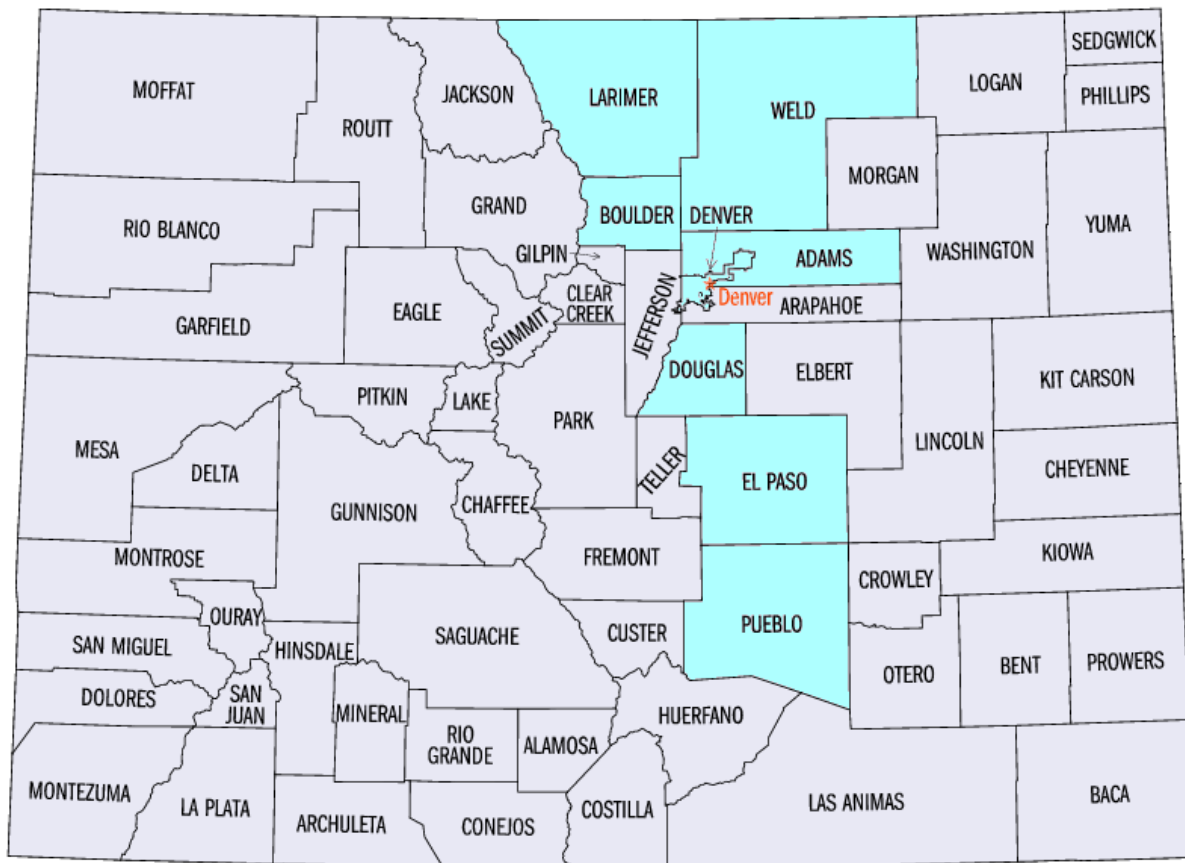 SEDGWICK
MOFFAT
JACKSON
LARIMER
WELD
LOGAN
PHILLIPS
ROUTT
MORGAN
GRAND
BOULDER
DENVER
YUMA
RIO BLANCO
GILPIN
WASHINGTON
ADAMS
CLEAR
CREEK
Denver
ARAPAHOE
EAGLE
SUMMIT
JEFFERSON
GARFIELD
DOUGLAS
ELBERT
KIT CARSON
PITKIN
LAKE
PARK
LINCOLN
MESA
DELTA
TELLER
EL PASO
CHEYENNE
GUNNISON
CHAFFEE
MONTROSE
FREMONT
KIOWA
CROWLEY
OURAY
PUEBLO
SAN MIGUEL
HINSDALE
SAGUACHE
CUSTER
OTERO
BENT
PROWERS
DOLORES
SAN
JUAN
MINERAL
RIO
GRANDE
ALAMOSA
HUERFANO
MONTEZUMA
LA PLATA
ARCHULETA
CONEJOS
COSTILLA
LAS ANIMAS
BACA